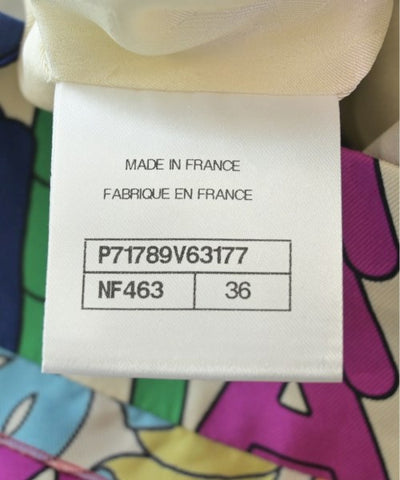 MADE IN FRANCE
FABRIQUE EN FRANCE
P71789V63177
NF463 36